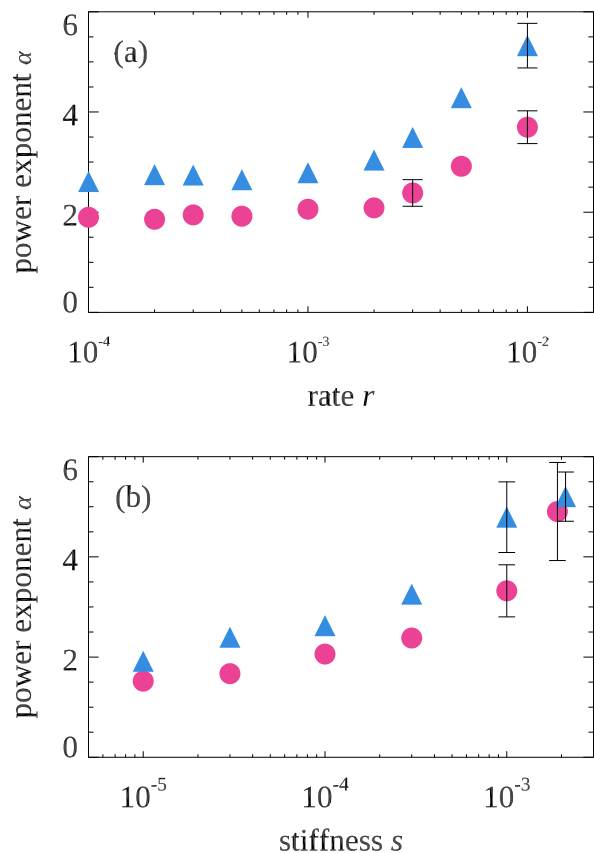 (a)
power exponent α
6
4
2
0
10⁻⁴ 10⁻³ 10⁻²
rate r
(b)
power exponent α
6
4
2
0
10⁻⁵ 10⁻⁴ 10⁻³
stiffness s